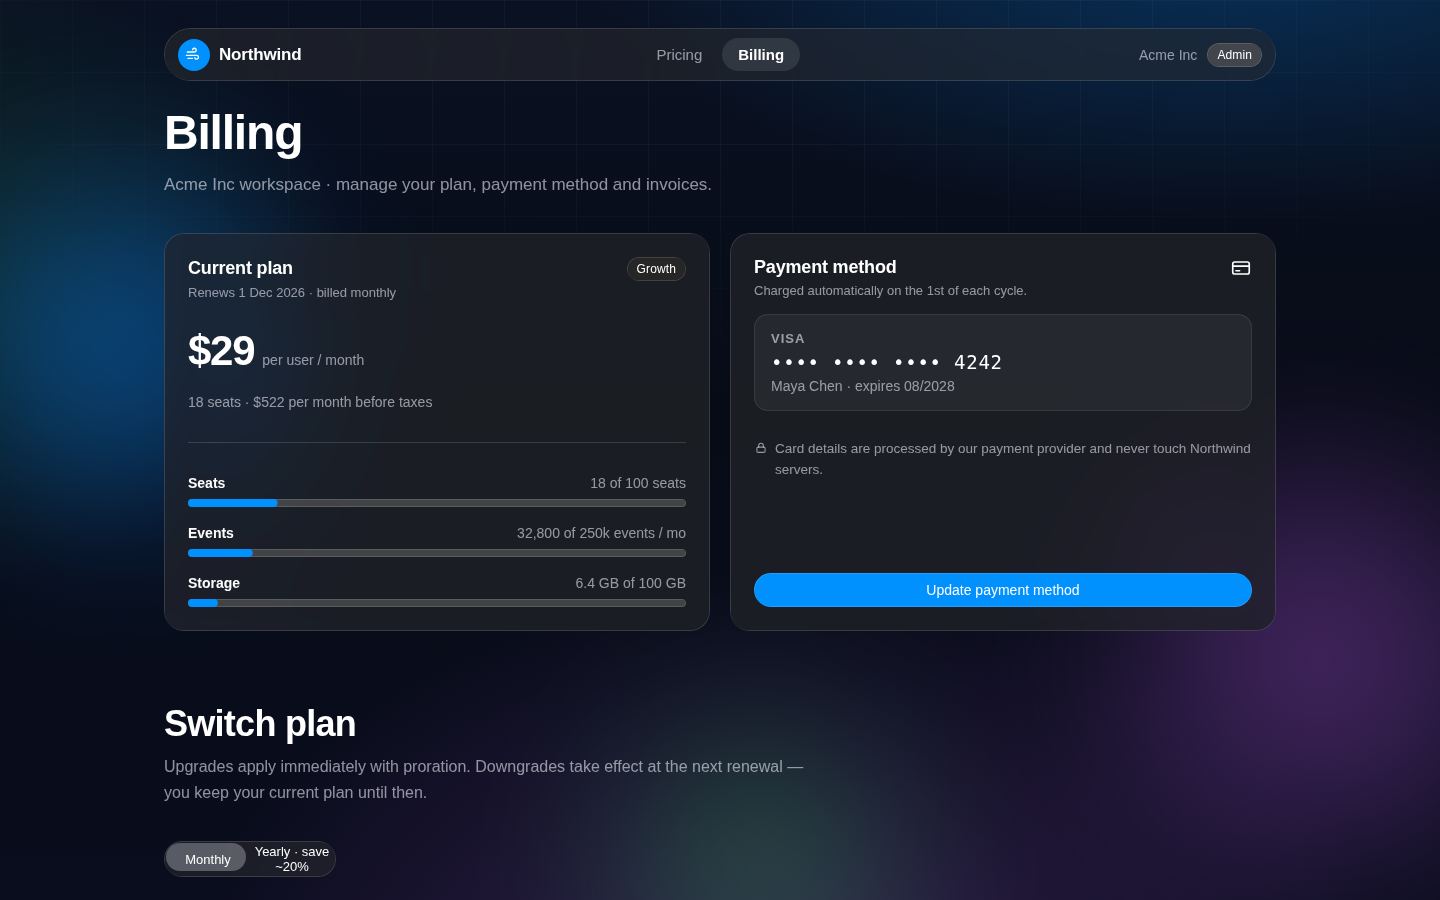 Northwind
Pricing
Billing
Acme Inc
Admin
Billing
Acme Inc workspace · manage your plan, payment method and invoices.
Current plan
Growth
Renews 1 Dec 2026 · billed monthly
$29 per user / month
18 seats · $522 per month before taxes
Seats
18 of 100 seats
Events
32,800 of 250k events / mo
Storage
6.4 GB of 100 GB
Payment method
Charged automatically on the 1st of each cycle.
VISA
•••• •••• •••• 4242
Maya Chen · expires 08/2028
Card details are processed by our payment provider and never touch Northwind
servers.
Update payment method
Switch plan
Upgrades apply immediately with proration. Downgrades take effect at the next renewal —
you keep your current plan until then.
Monthly
Yearly · save
~20%